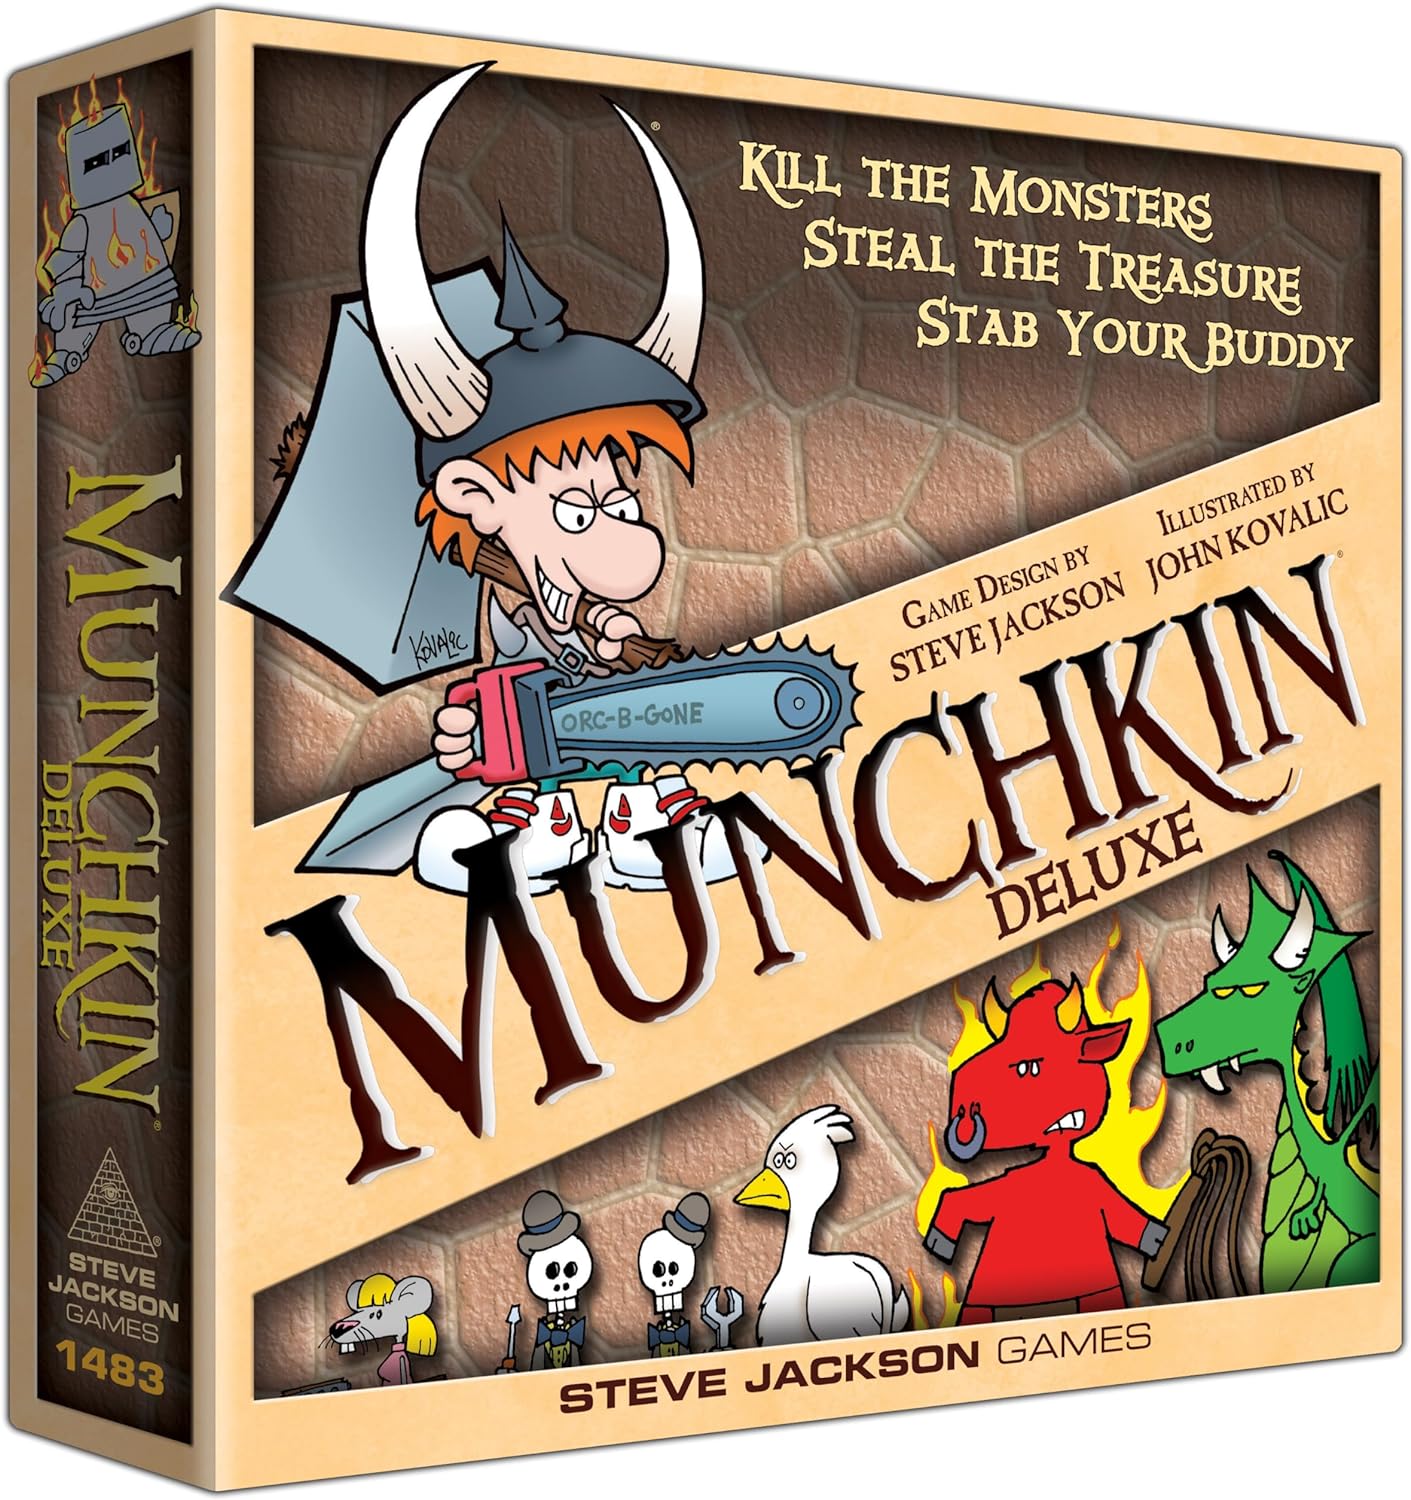 MUNCHKIN
DELUXE
STEVE
JACKSON
GAMES
1483
KILL THE MONSTERS
STEAL THE TREASURE
STAB YOUR BUDDY
GAME DESIGN BY
STEVE JACKSON
ILLUSTRATED BY
JOHN KOVALIC
KOVALIC
ORC-B-GONE
MUNCHKIN
DELUXE
STEVE JACKSON GAMES